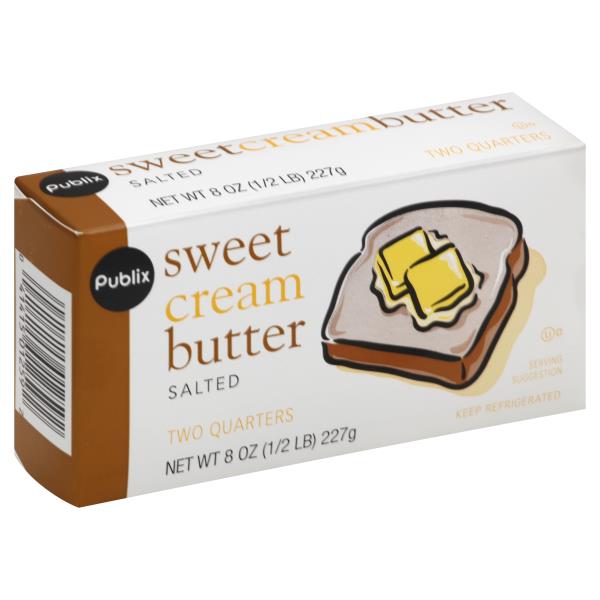 Publix
sweetcreambutter
SALTED
NET WT 8 OZ (1/2 LB) 227g
TWO QUARTERS
Publix
sweet
cream
butter
SALTED
TWO QUARTERS
NET WT 8 OZ (1/2 LB) 227g
U D
SERVING
SUGGESTION
KEEP REFRIGERATED